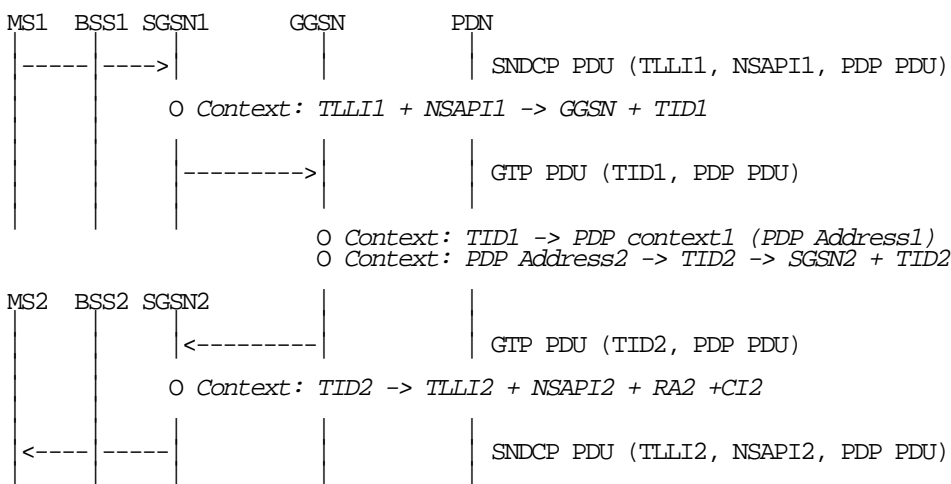 MS1 BSS1 SGSN1 GGSN PDN
SNDCP PDU (TLLI1, NSAPI1, PDP PDU)
O Context: TLLI1 + NSAPI1 -> GGSN + TID1
GTP PDU (TID1, PDP PDU)
O Context: TID1 -> PDP context1 (PDP Address1)
O Context: PDP Address2 -> TID2 -> SGSN2 + TID2
MS2 BSS2 SGSN2
GTP PDU (TID2, PDP PDU)
O Context: TID2 -> TLLI2 + NSAPI2 + RA2 +CI2
SNDCP PDU (TLLI2, NSAPI2, PDP PDU)